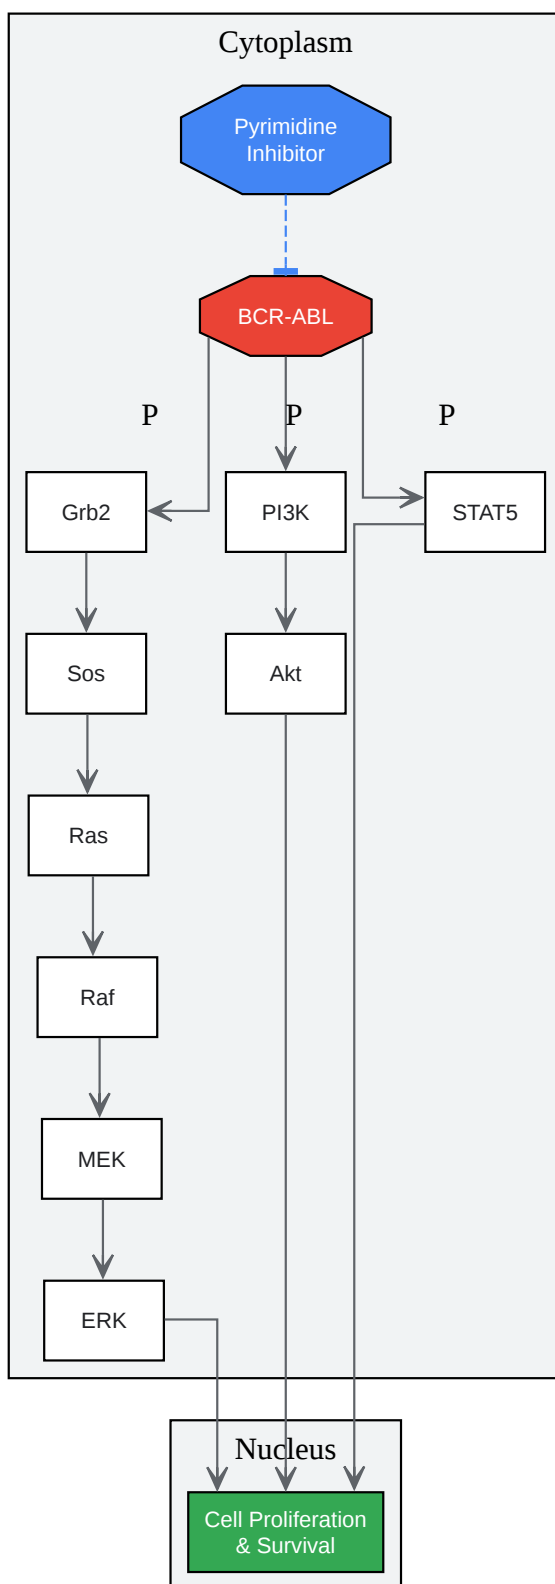 Cytoplasm
Pyrimidine
Inhibitor
BCR-ABL
P
P
P
Grb2
PI3K
STAT5
Sos
Akt
Ras
Raf
MEK
ERK
Nucleus
Cell Proliferation
& Survival